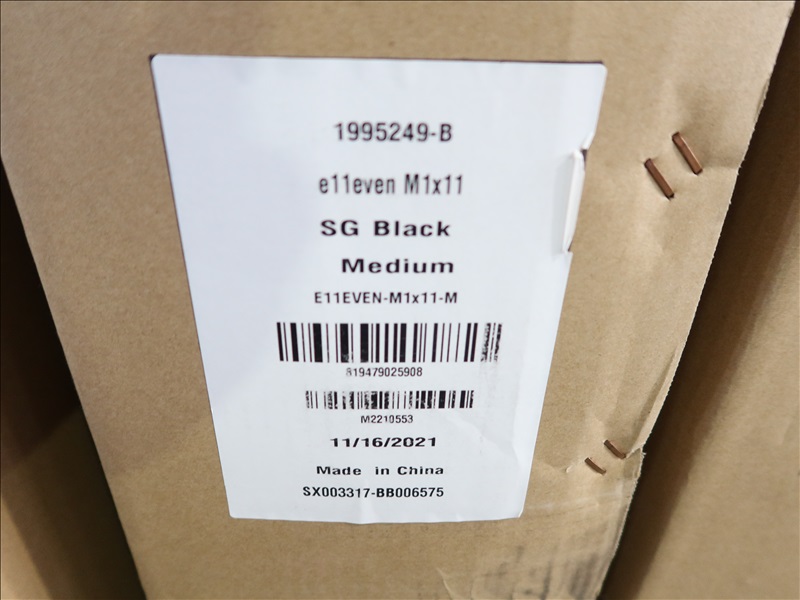 1995249-B
e11even M1x11
SG Black
Medium
E11EVEN-M1x11-M
819479025908
M2210553
11/16/2021
Made in China
SX003317-BB006575